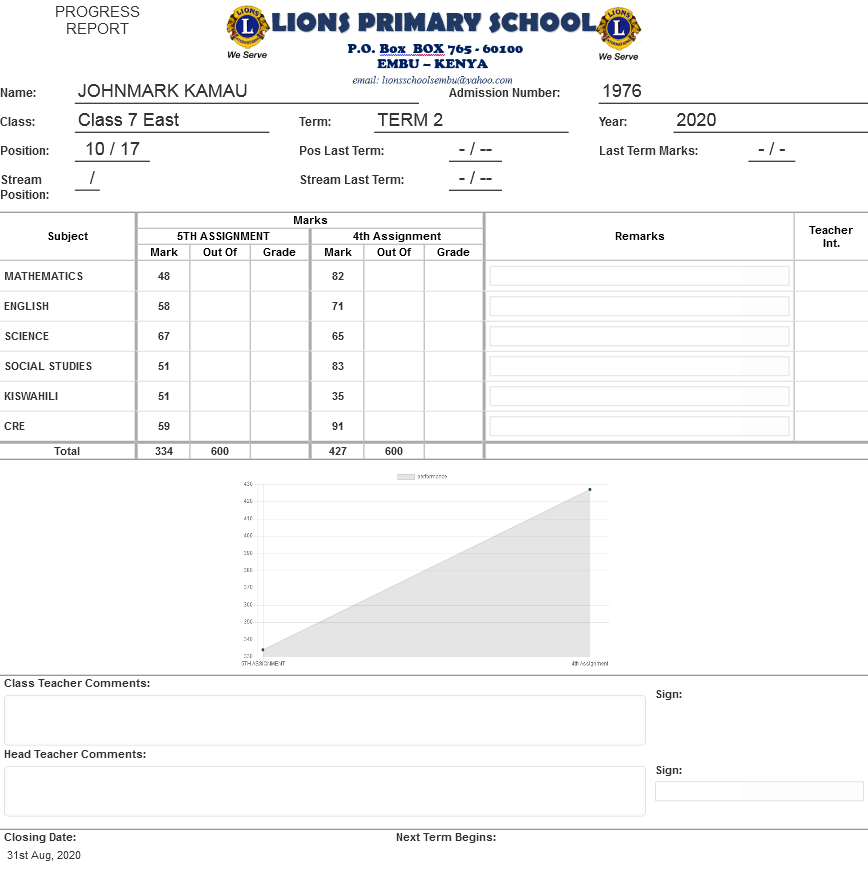 PROGRESS
REPORT
LIONS PRIMARY SCHOOL
LIONS L INTERNATIONAL
We Serve
LIONS L INTERNATIONAL
We Serve
P.O. Box BOX 765 - 60100
EMBU – KENYA
email: lionsschoolsembu@yahoo.com
Name: JOHNMARK KAMAU Admission Number: 1976
Class: Class 7 East Term: TERM 2 Year: 2020
Position: 10 / 17 Pos Last Term: - / -- Last Term Marks: - / -
Stream Position: / Stream Last Term: - / --
Subject Marks Remarks Teacher Int.
5TH ASSIGNMENT 4th Assignment
Mark Out Of Grade Mark Out Of Grade
MATHEMATICS 48 82
ENGLISH 58 71
SCIENCE 67 65
SOCIAL STUDIES 51 83
KISWAHILI 51 35
CRE 59 91
Total 334 600 427 600
performance
430
420
410
400
390
380
370
360
350
340
330
5TH ASSIGNMENT 4th Assignment
Class Teacher Comments:
Sign:
Head Teacher Comments:
Sign:
Closing Date: Next Term Begins:
31st Aug, 2020